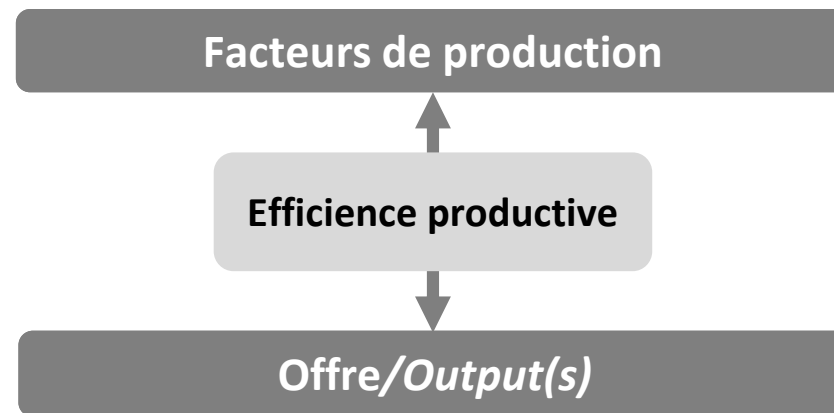 Facteurs de production
Efficience productive
Offre/Output(s)